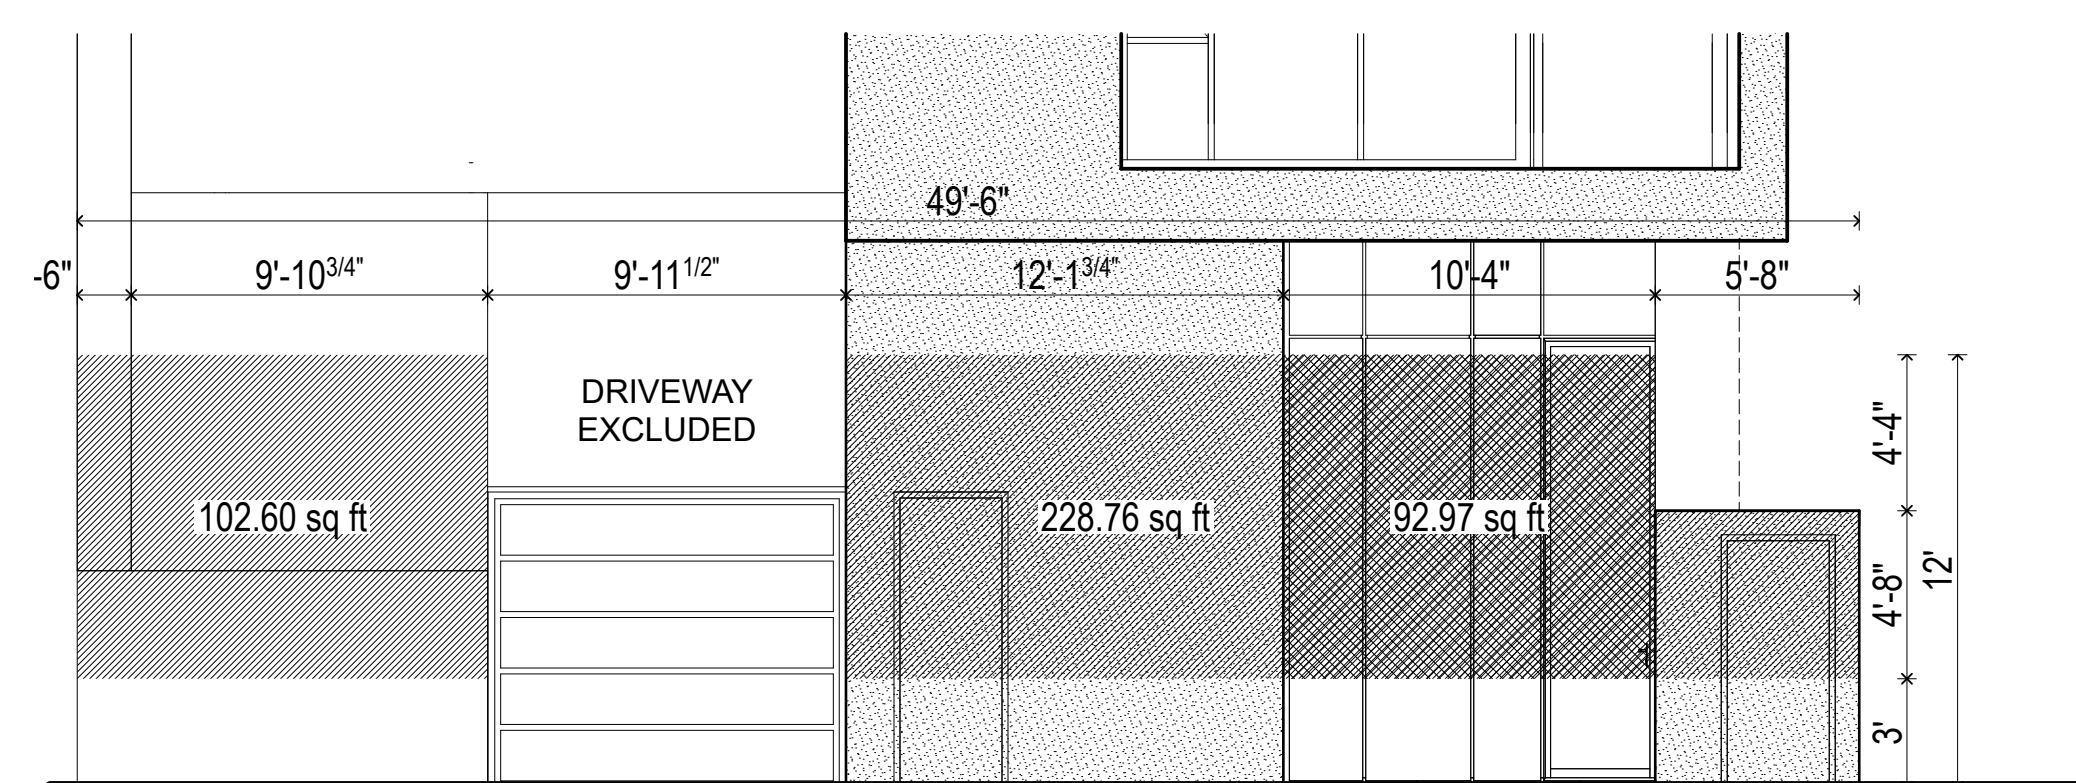 49'-6"
-6"
9'-10 3/4"
9'-11 1/2"
12'-1 3/4"
10'-4"
5'-8"
DRIVEWAY
EXCLUDED
4'-4"
102.60 sq ft
228.76 sq ft
92.97 sq ft
4'-8"
12'
3'